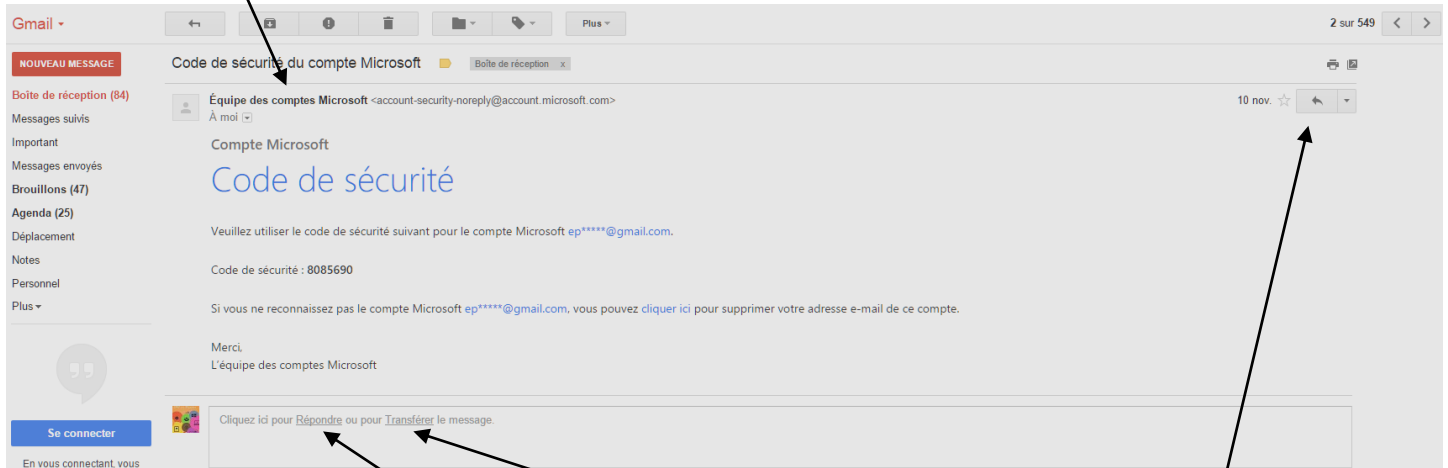 Gmail
Plus
2 sur 549
NOUVEAU MESSAGE
Code de sécurité du compte Microsoft
Boîte de réception x
Boîte de réception (84)
Messages suivis
Important
Messages envoyés
Brouillons (47)
Agenda (25)
Déplacement
Notes
Personnel
Plus
Équipe des comptes Microsoft <account-security-noreply@account.microsoft.com>
10 nov.
À moi
Compte Microsoft
Code de sécurité
Veuillez utiliser le code de sécurité suivant pour le compte Microsoft ep*****@gmail.com.
Code de sécurité : 8085690
Si vous ne reconnaissez pas le compte Microsoft ep*****@gmail.com, vous pouvez cliquer ici pour supprimer votre adresse e-mail de ce compte.
Merci,
L'équipe des comptes Microsoft
Cliquez ici pour Répondre ou pour Transférer le message.
Se connecter
En vous connectant, vous